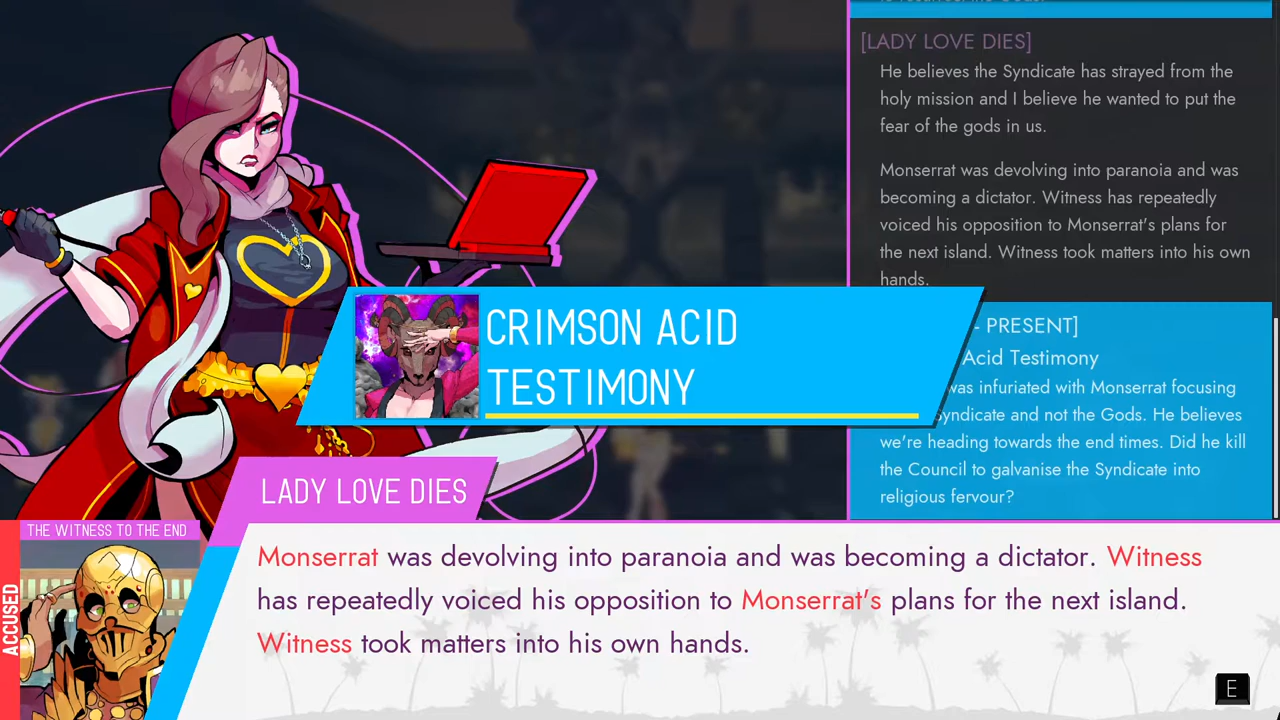 [LADY LOVE DIES]
He believes the Syndicate has strayed from the
holy mission and I believe he wanted to put the
fear of the gods in us.
Monserrat was devolving into paranoia and was
becoming a dictator. Witness has repeatedly
voiced his opposition to Monserrat's plans for
the next island. Witness took matters into his own
hands.
- PRESENT]
Acid Testimony
was infuriated with Monserrat focusing
yndicate and not the Gods. He believes
we're heading towards the end times. Did he kill
the Council to galvanise the Syndicate into
religious fervour?
CRIMSON ACID
TESTIMONY
LADY LOVE DIES
THE WITNESS TO THE END
ACCUSED
Monserrat was devolving into paranoia and was becoming a dictator. Witness
has repeatedly voiced his opposition to Monserrat's plans for the next island.
Witness took matters into his own hands.
E